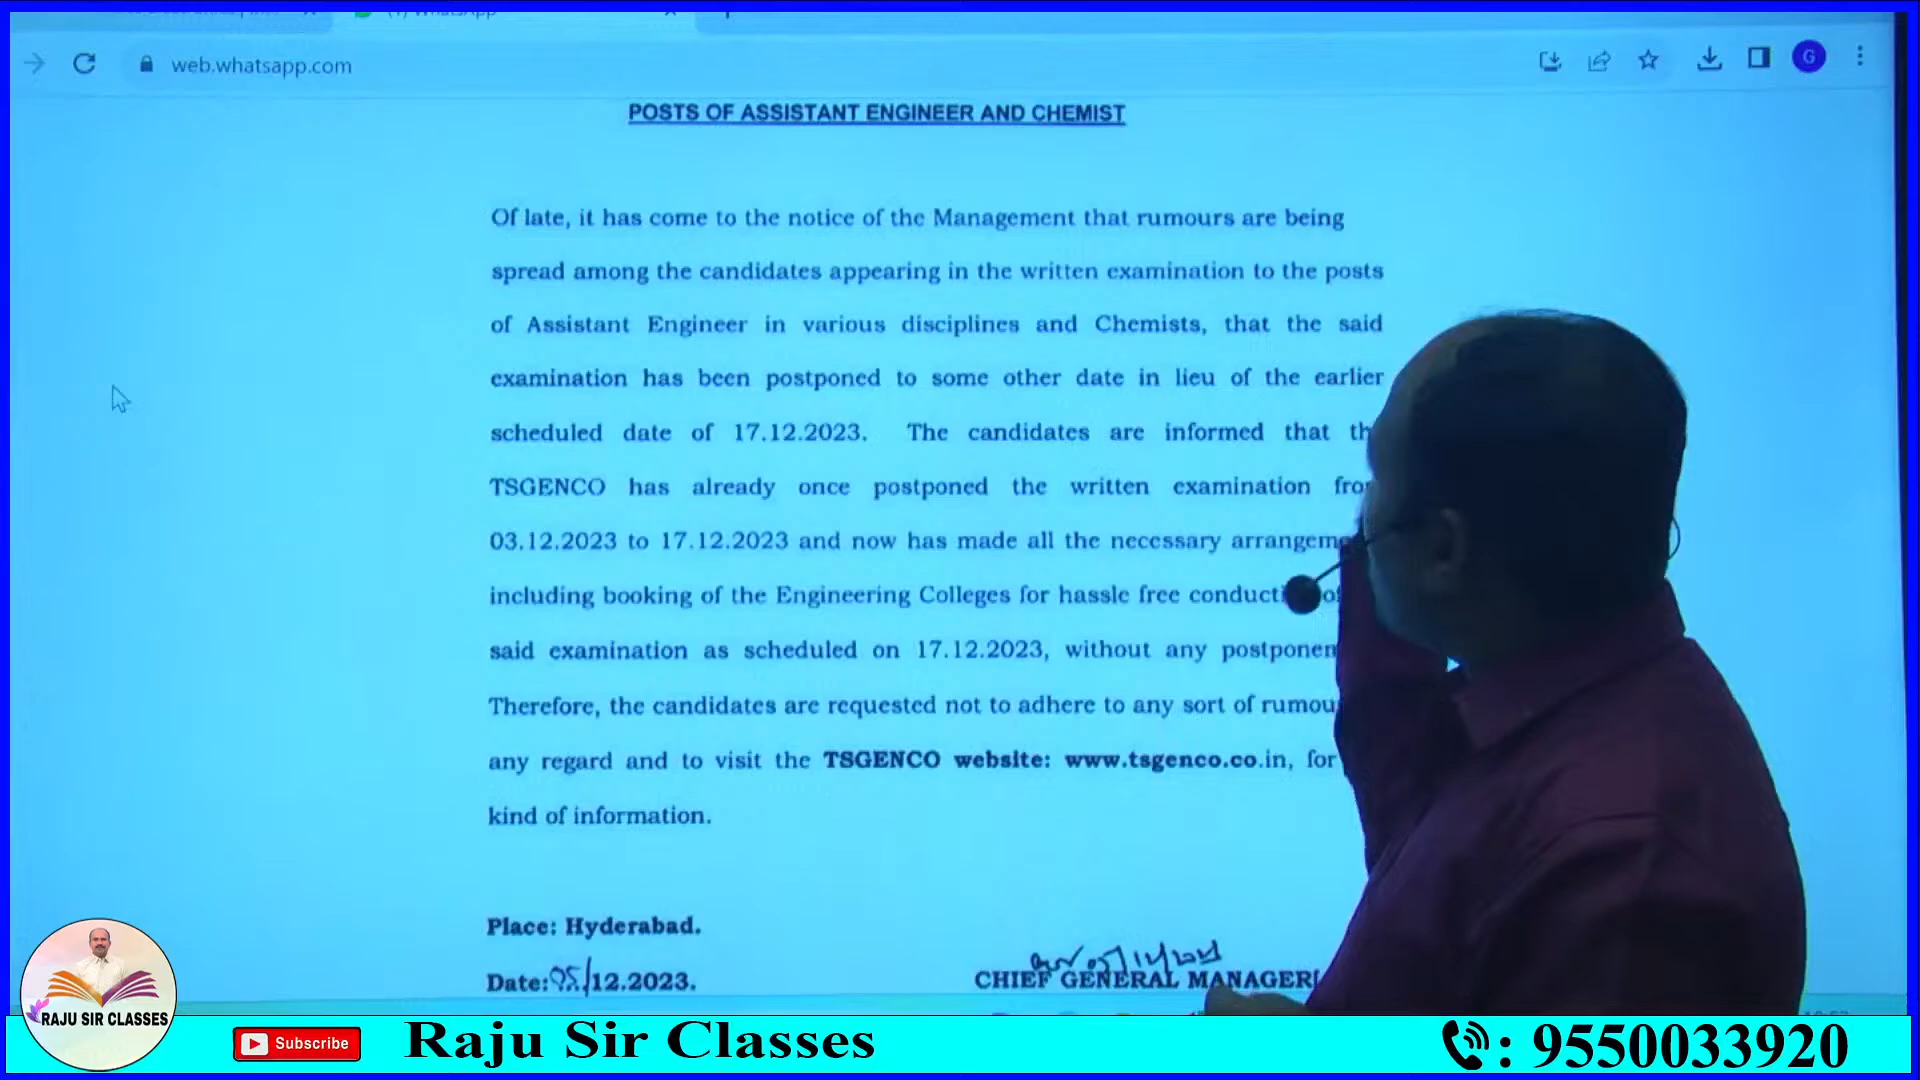 web.whatsapp.com
G
POSTS OF ASSISTANT ENGINEER AND CHEMIST
Of late, it has come to the notice of the Management that rumours are being
spread among the candidates appearing in the written examination to the posts
of Assistant Engineer in various disciplines and Chemists, that the said
examination has been postponed to some other date in lieu of the earlier
scheduled date of 17.12.2023. The candidates are informed that th
TSGENCO has already once postponed the written examination fro
03.12.2023 to 17.12.2023 and now has made all the necessary arrangeme
including booking of the Engineering Colleges for hassle free conducti of
said examination as scheduled on 17.12.2023, without any postponem
Therefore, the candidates are requested not to adhere to any sort of rumou
any regard and to visit the TSGENCO website: www.tsgenco.co.in, for
kind of information.
Place: Hyderabad.
Date: 05/12.2023.
CHIEF GENERAL MANAGER(
RAJU SIR CLASSES
Subscribe
Raju Sir Classes
: 9550033920